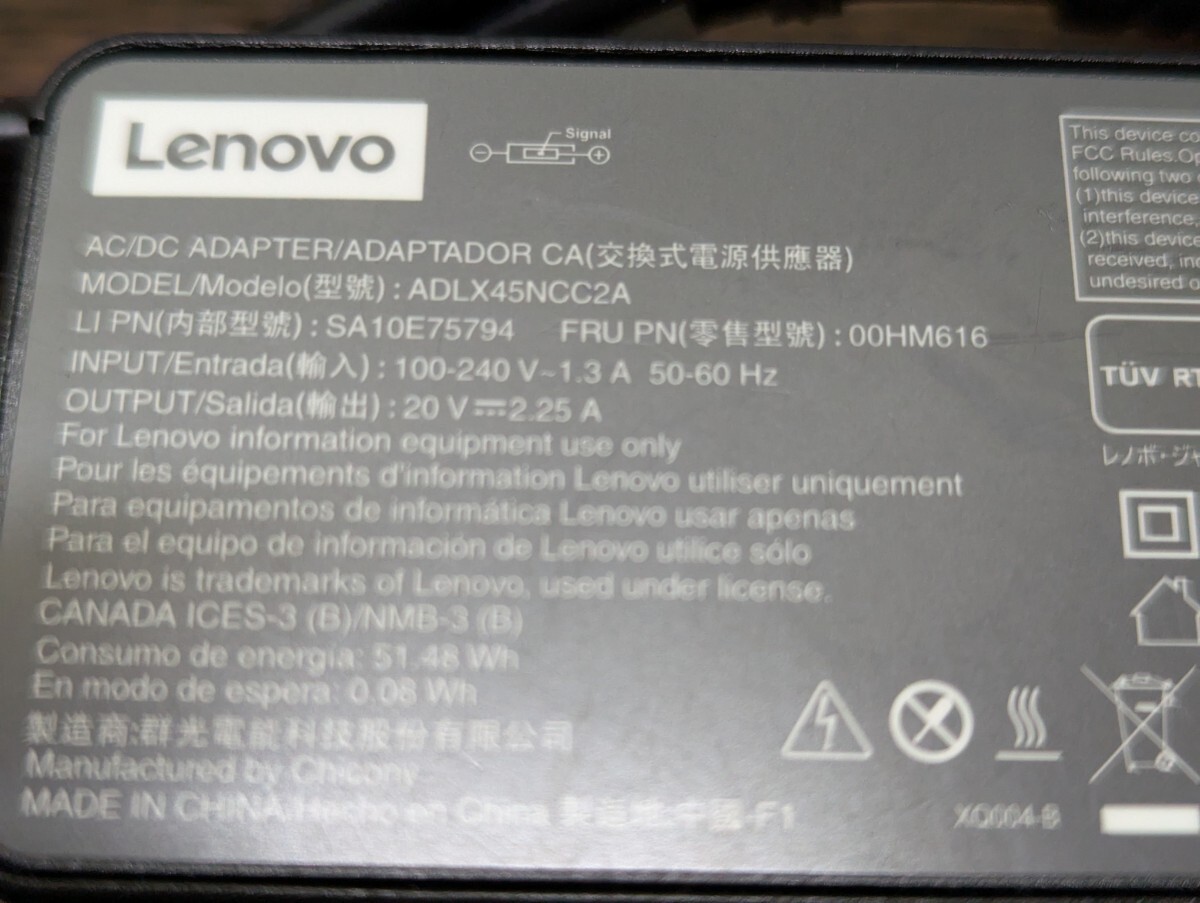 Lenovo
Signal
AC/DC ADAPTER/ADAPTADOR CA(交換式電源供應器)
MODEL/Modelo(型號) : ADLX45NCC2A
LI PN(内部型號) : SA10E75794 FRU PN(零售型號) : 00HM616
INPUT/Entrada(輸入) : 100-240 V~1.3 A 50-60 Hz
OUTPUT/Salida(輸出) : 20 V⎓2.25 A
For Lenovo information equipment use only
Pour les équipements d'information Lenovo utiliser uniquement
Para equipamentos de informática Lenovo usar apenas
Para el equipo de información de Lenovo utilice sólo
Lenovo is trademarks of Lenovo, used under license.
CANADA ICES-3 (B)/NMB-3 (B)
Consumo de energía: 51.48 Wh
En modo de espera: 0.08 Wh
製造商:群光電能科技股份有限公司
Manufactured by Chicony
MADE IN CHINA/Hecho en China 製造地:中國-F1
XQ004-B
This device co
FCC Rules.Op
following two
(1)this device
interference,
(2)this device
received, inc
undesired o
TÜV RT
レノボ・ジャ